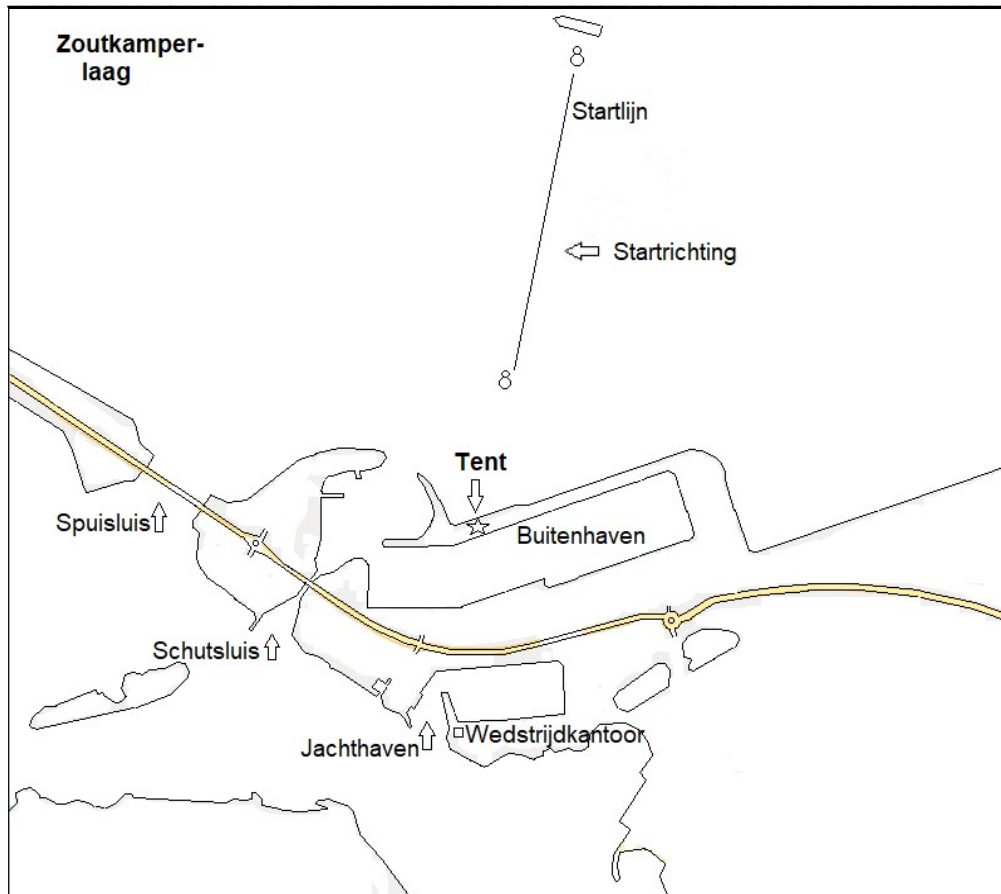 Zoutkamper-
laag
Startlijn
Startrichting
Tent
Spuisluis
Buitenhaven
Schutsluis
Jachthaven
Wedstrijdkantoor